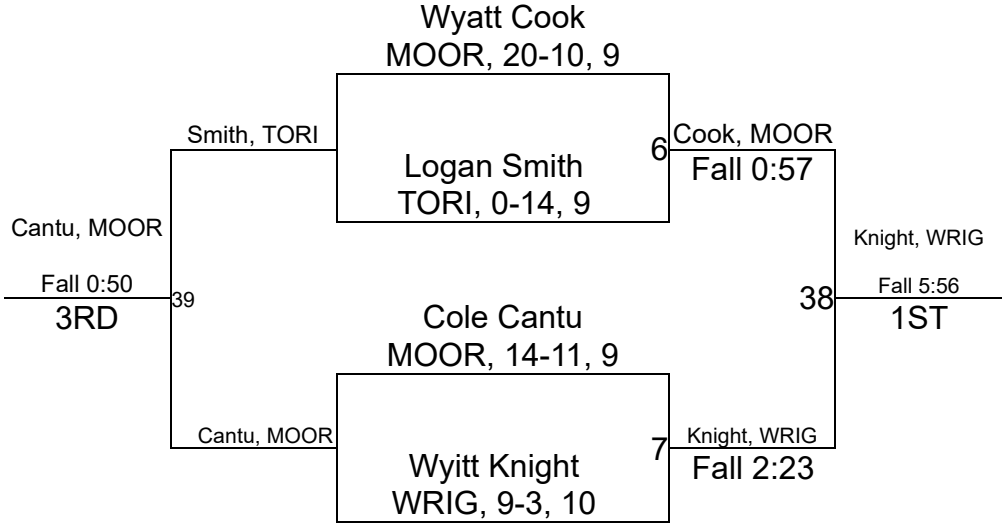 Wyatt Cook
MOOR, 20-10, 9
Smith, TORI
6
Cook, MOOR
Logan Smith
Fall 0:57
TORI, 0-14, 9
Cantu, MOOR
Knight, WRIG
Fall 0:50
39
38
Fall 5:56
3RD
1ST
Cole Cantu
MOOR, 14-11, 9
Cantu, MOOR
7
Knight, WRIG
Wyitt Knight
Fall 2:23
WRIG, 9-3, 10